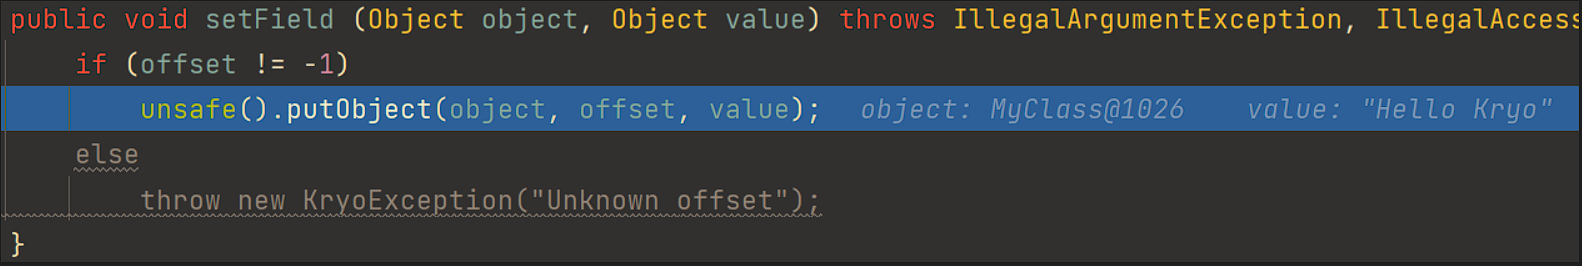 public void setField (Object object, Object value) throws IllegalArgumentException, IllegalAccess
if (offset != -1)
unsafe().putObject(object, offset, value); object: MyClass@1026 value: "Hello Kryo"
else
throw new KryoException("Unknown offset");
}